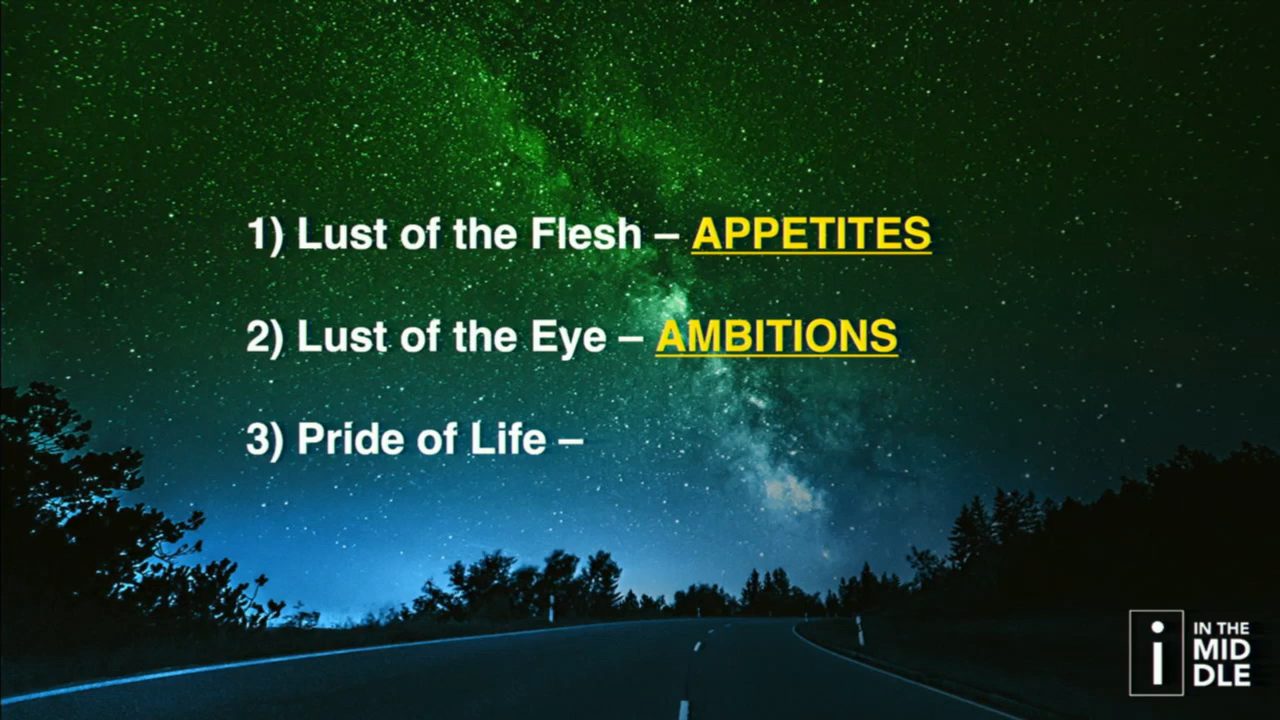 1) Lust of the Flesh – APPETITES
2) Lust of the Eye – AMBITIONS
3) Pride of Life –
i
IN THE
MID
DLE